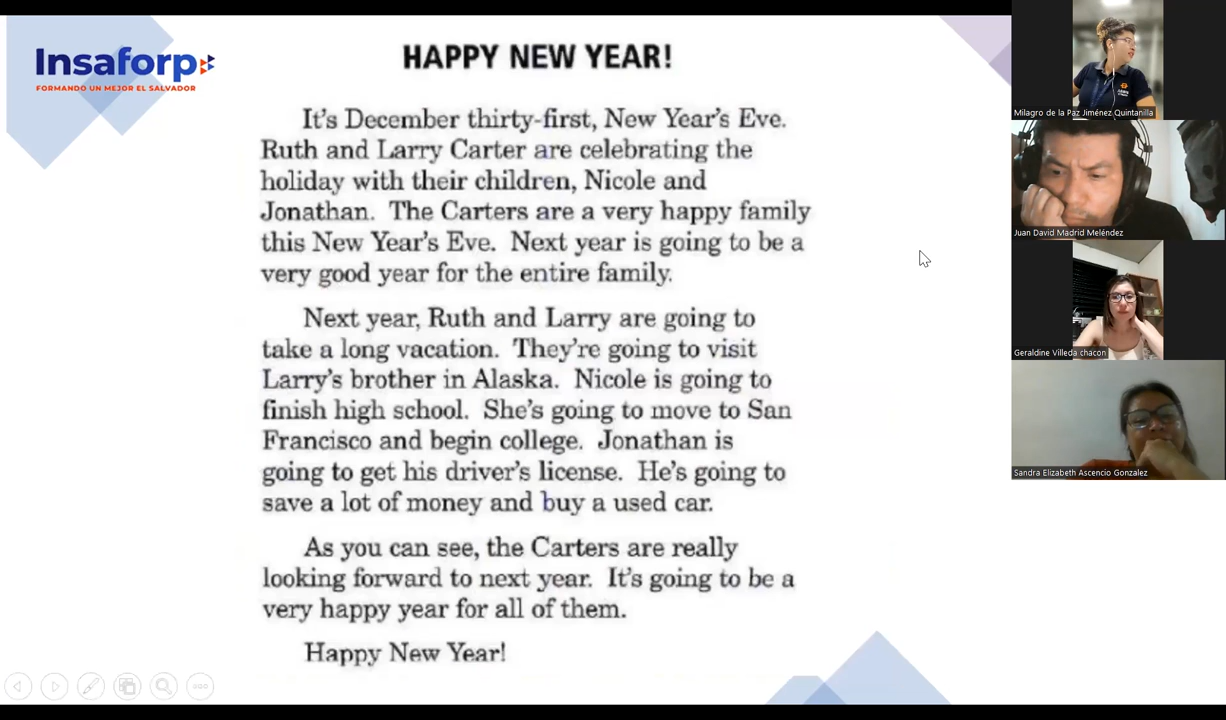 Insaforp
FORMANDO UN MEJOR EL SALVADOR
HAPPY NEW YEAR!
It's December thirty-first, New Year's Eve.
Ruth and Larry Carter are celebrating the
holiday with their children, Nicole and
Jonathan. The Carters are a very happy family
this New Year's Eve. Next year is going to be a
very good year for the entire family.
Next year, Ruth and Larry are going to
take a long vacation. They're going to visit
Larry's brother in Alaska. Nicole is going to
finish high school. She's going to move to San
Francisco and begin college. Jonathan is
going to get his driver's license. He's going to
save a lot of money and buy a used car.
As you can see, the Carters are really
looking forward to next year. It's going to be a
very happy year for all of them.
Happy New Year!
Milagro de la Paz Jiménez Quintanilla
Juan David Madrid Meléndez
Geraldine Villeda chacon
Sandra Elizabeth Ascencio Gonzalez